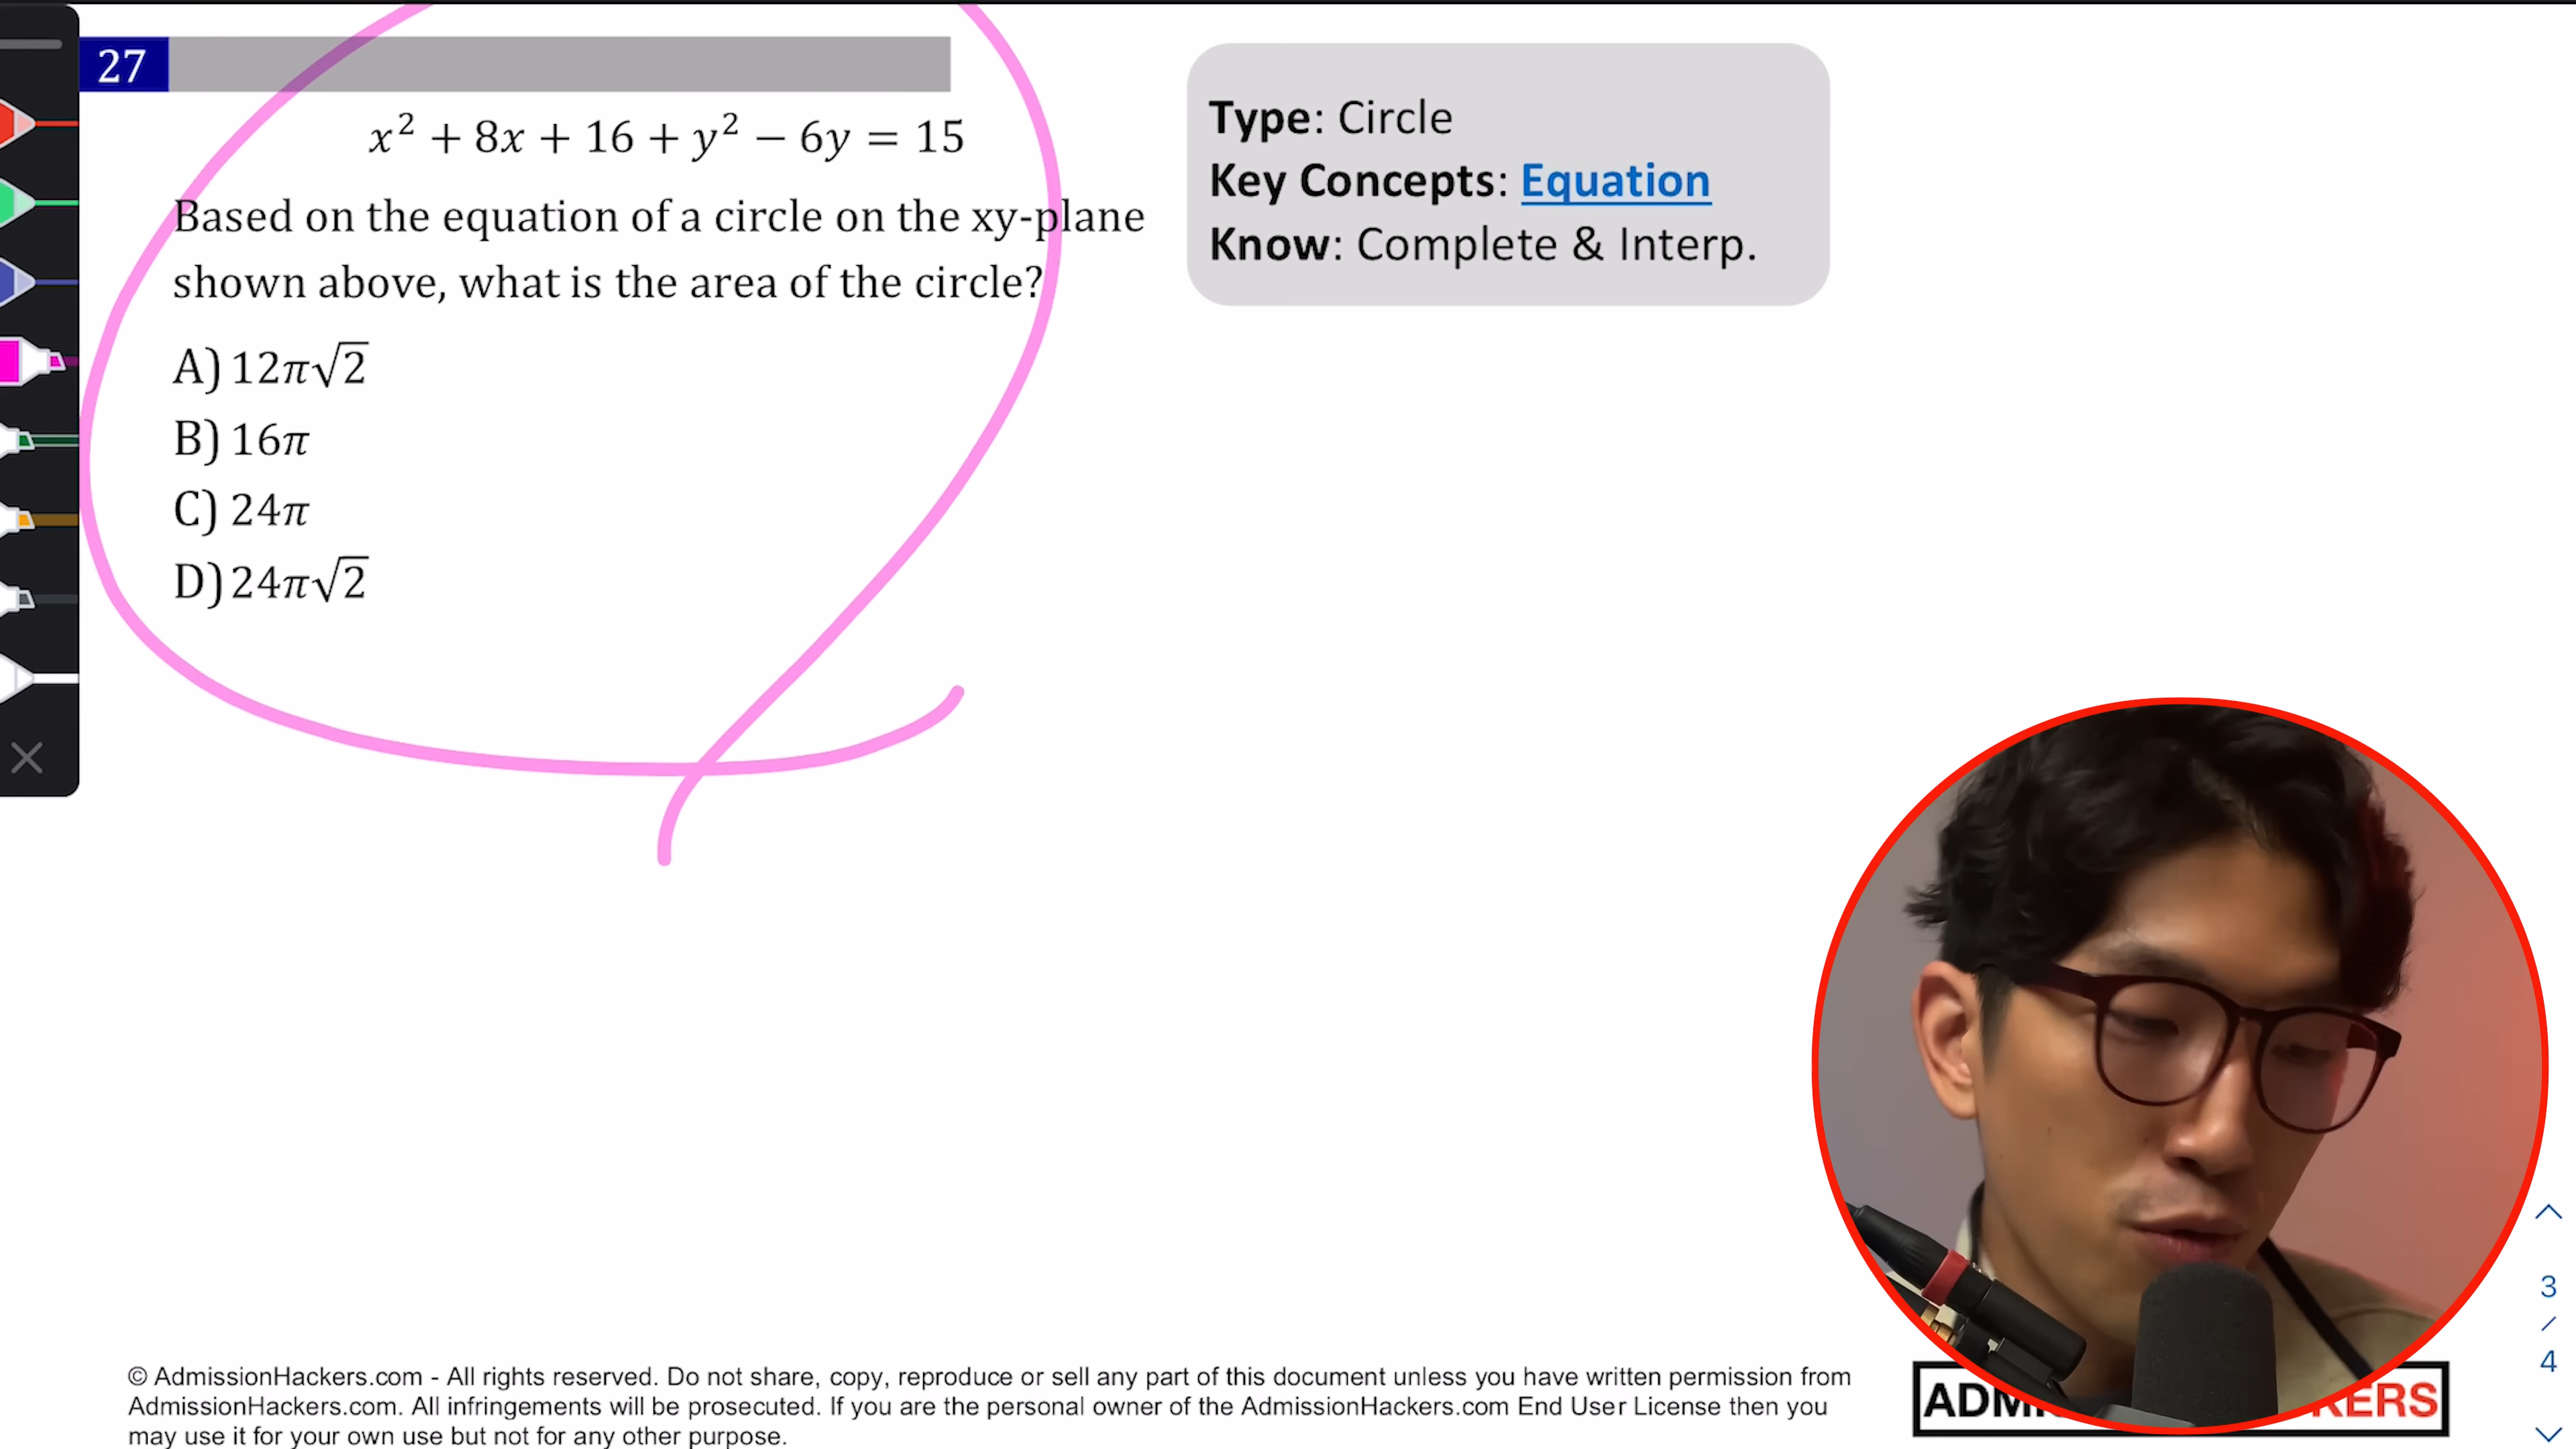 27
x² + 8x + 16 + y² − 6y = 15
Based on the equation of a circle on the xy-plane
shown above, what is the area of the circle?
A) 12π√2
B) 16π
C) 24π
D) 24π√2
Type: Circle
Key Concepts: Equation
Know: Complete & Interp.
3
/
4
© AdmissionHackers.com - All rights reserved. Do not share, copy, reproduce or sell any part of this document unless you have written permission from
AdmissionHackers.com. All infringements will be prosecuted. If you are the personal owner of the AdmissionHackers.com End User License then you
may use it for your own use but not for any other purpose.